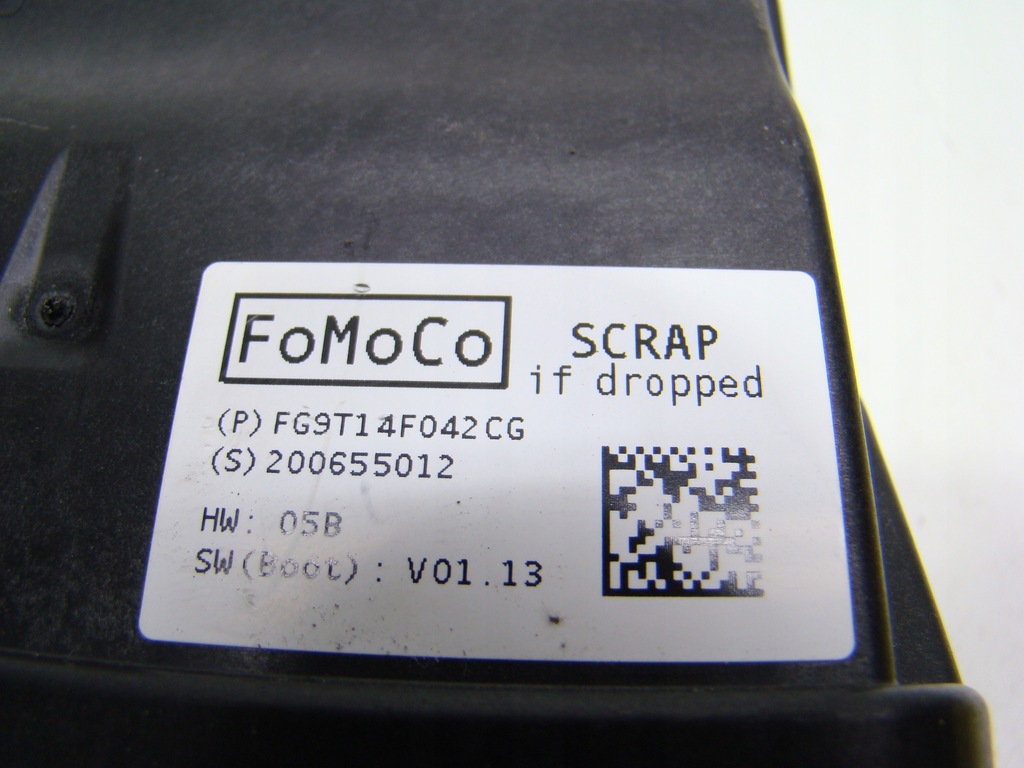 FoMoCo
SCRAP
if dropped
(P) FG9T14F042CG
(S) 200655012
HW: 05B
SW(Boot): V01.13